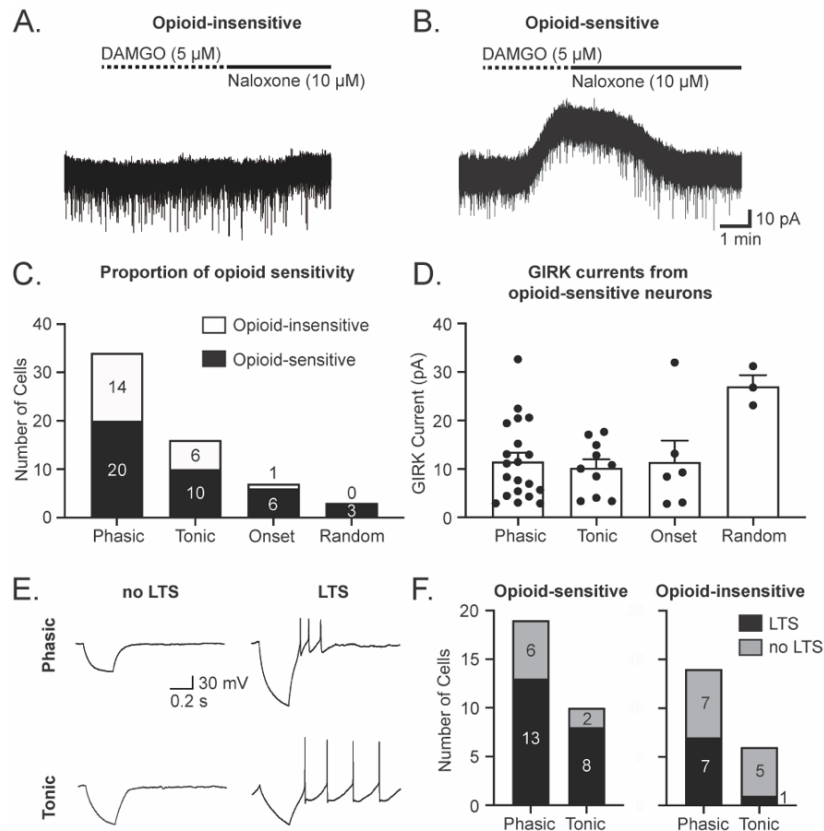 A.
Opioid-insensitive
DAMGO (5 µM)
Naloxone (10 µM)
B.
Opioid-sensitive
DAMGO (5 µM)
Naloxone (10 µM)
10 pA
1 min
C.
Proportion of opioid sensitivity
Opioid-insensitive
Opioid-sensitive
Number of Cells
40
30
20
10
0
14
20
6
10
1
6
0
3
Phasic
Tonic
Onset
Random
D.
GIRK currents from
opioid-sensitive neurons
GIRK Current (pA)
40
30
20
10
0
Phasic
Tonic
Onset
Random
E.
no LTS
LTS
Phasic
30 mV
0.2 s
Tonic
F.
Opioid-sensitive
Opioid-insensitive
Number of Cells
20
15
10
5
0
6
13
2
8
7
7
5
1
LTS
no LTS
Phasic
Tonic
Phasic
Tonic